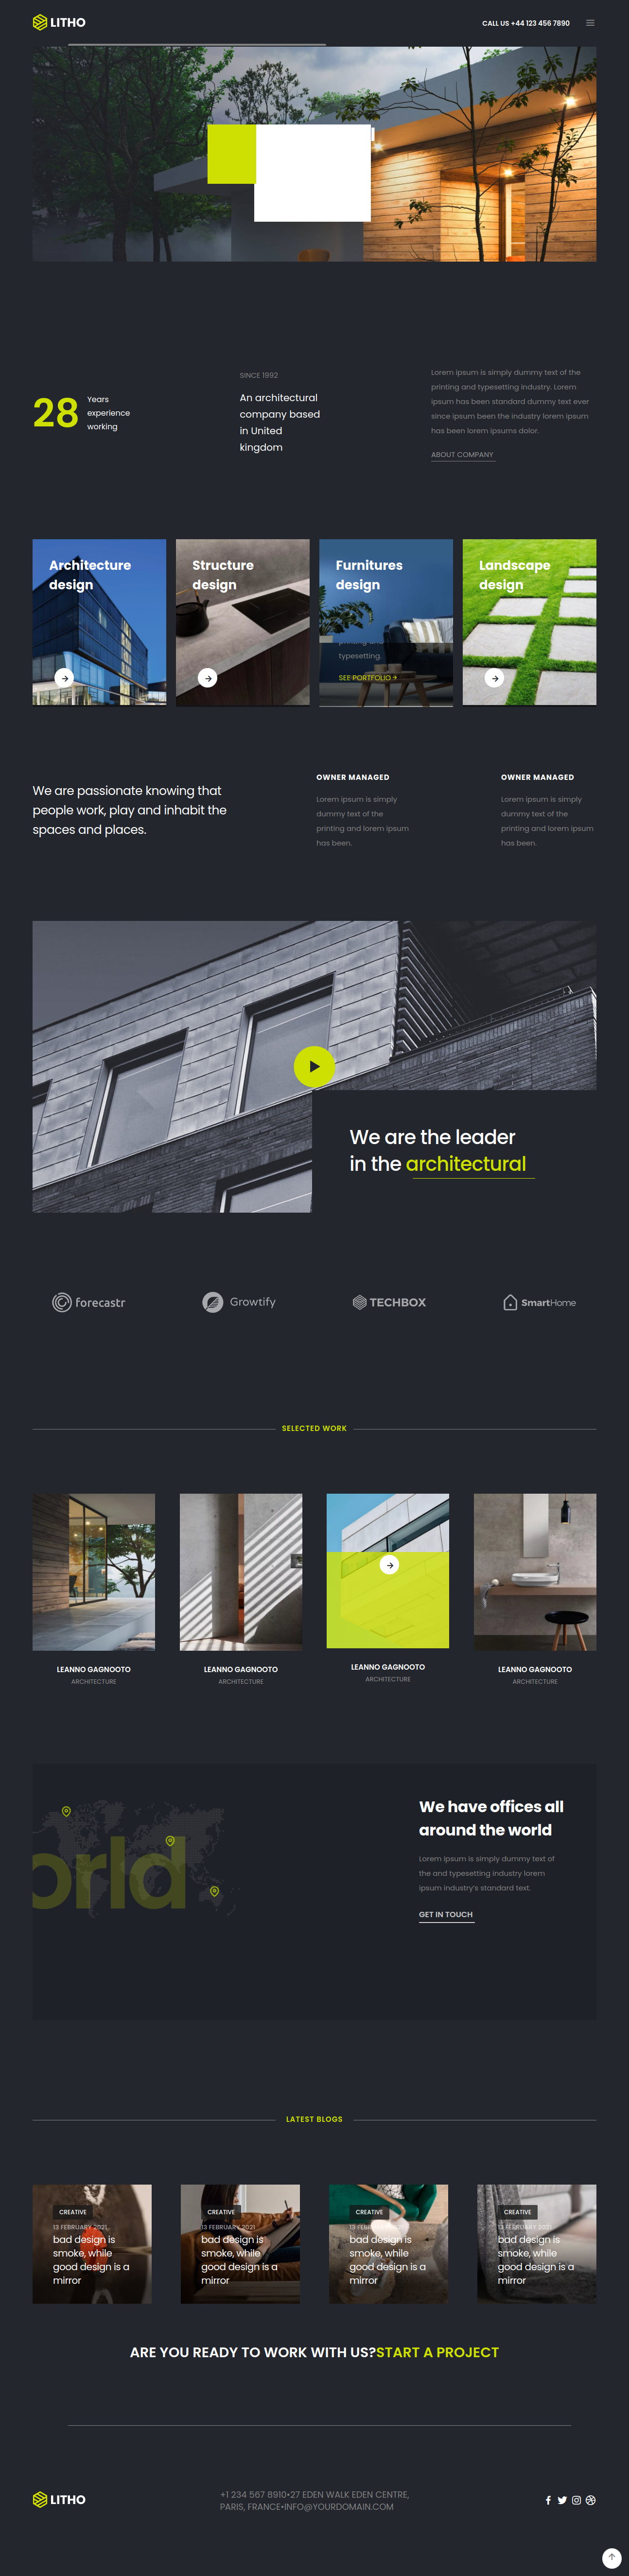 LITHO
CALL US +44 123 456 7890
28
Years
experience
working
SINCE 1992
An architectural
company based
in United
kingdom
Lorem ipsum is simply dummy text of the
printing and typesetting industry. Lorem
ipsum has been standard dummy text ever
since ipsum been the industry lorem ipsum
has been lorem ipsums dolor.
ABOUT COMPANY
Architecture
design
Structure
design
Furnitures
design
typesetting.
SEE PORTFOLIO
Landscape
design
We are passionate knowing that
people work, play and inhabit the
spaces and places.
OWNER MANAGED
Lorem ipsum is simply
dummy text of the
printing and lorem ipsum
has been.
OWNER MANAGED
Lorem ipsum is simply
dummy text of the
printing and lorem ipsum
has been.
We are the leader
in the architectural
forecastr
Growtify
TECHBOX
SmartHome
SELECTED WORK
LEANNO GAGNOOTO
ARCHITECTURE
LEANNO GAGNOOTO
ARCHITECTURE
LEANNO GAGNOOTO
ARCHITECTURE
LEANNO GAGNOOTO
ARCHITECTURE
orld
We have offices all
around the world
Lorem ipsum is simply dummy text of
the and typesetting industry lorem
ipsum industry's standard text.
GET IN TOUCH
LATEST BLOGS
CREATIVE
13 FEBRUARY 2021
bad design is
smoke, while
good design is a
mirror
CREATIVE
13 FEBRUARY 2021
bad design is
smoke, while
good design is a
mirror
CREATIVE
bad design is
smoke, while
good design is a
mirror
CREATIVE
bad design is
smoke, while
good design is a
mirror
ARE YOU READY TO WORK WITH US?START A PROJECT
LITHO
+1 234 567 8910•27 EDEN WALK EDEN CENTRE,
PARIS, FRANCE•INFO@YOURDOMAIN.COM